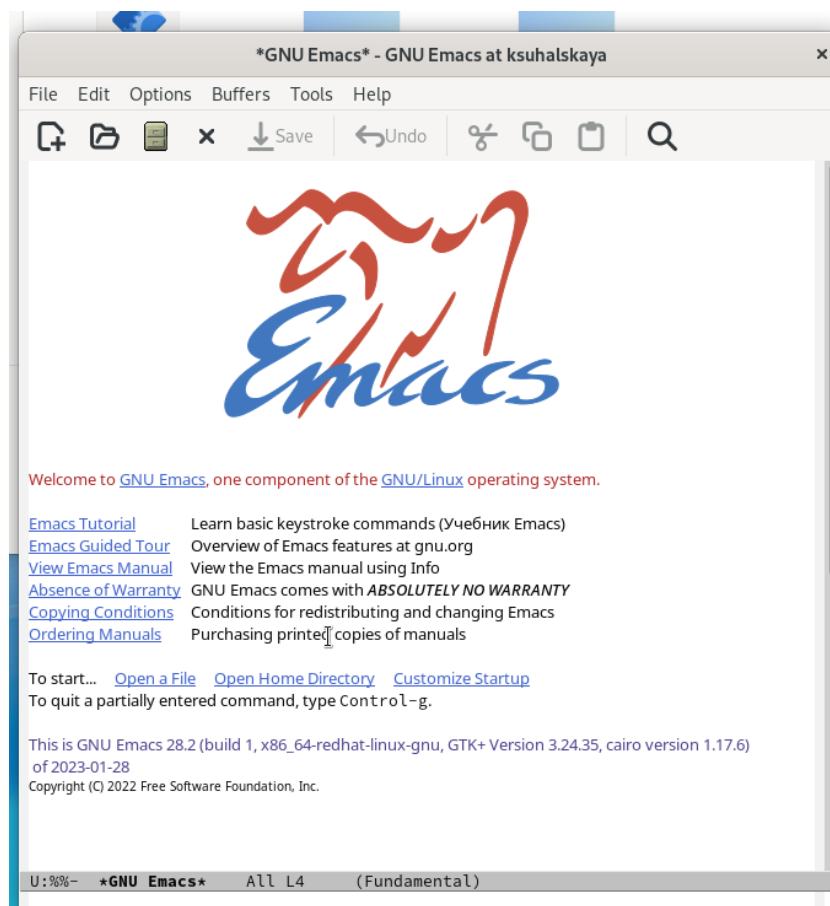 *GNU Emacs* - GNU Emacs at ksuhalskaya ×
File Edit Options Buffers Tools Help
Save Undo
Emacs
Welcome to GNU Emacs, one component of the GNU/Linux operating system.
Emacs Tutorial Learn basic keystroke commands (Учебник Emacs)
Emacs Guided Tour Overview of Emacs features at gnu.org
View Emacs Manual View the Emacs manual using Info
Absence of Warranty GNU Emacs comes with ABSOLUTELY NO WARRANTY
Copying Conditions Conditions for redistributing and changing Emacs
Ordering Manuals Purchasing printed copies of manuals
To start... Open a File Open Home Directory Customize Startup
To quit a partially entered command, type Control-g.
This is GNU Emacs 28.2 (build 1, x86_64-redhat-linux-gnu, GTK+ Version 3.24.35, cairo version 1.17.6)
of 2023-01-28
Copyright (C) 2022 Free Software Foundation, Inc.
U:%%- *GNU Emacs* All L4 (Fundamental)